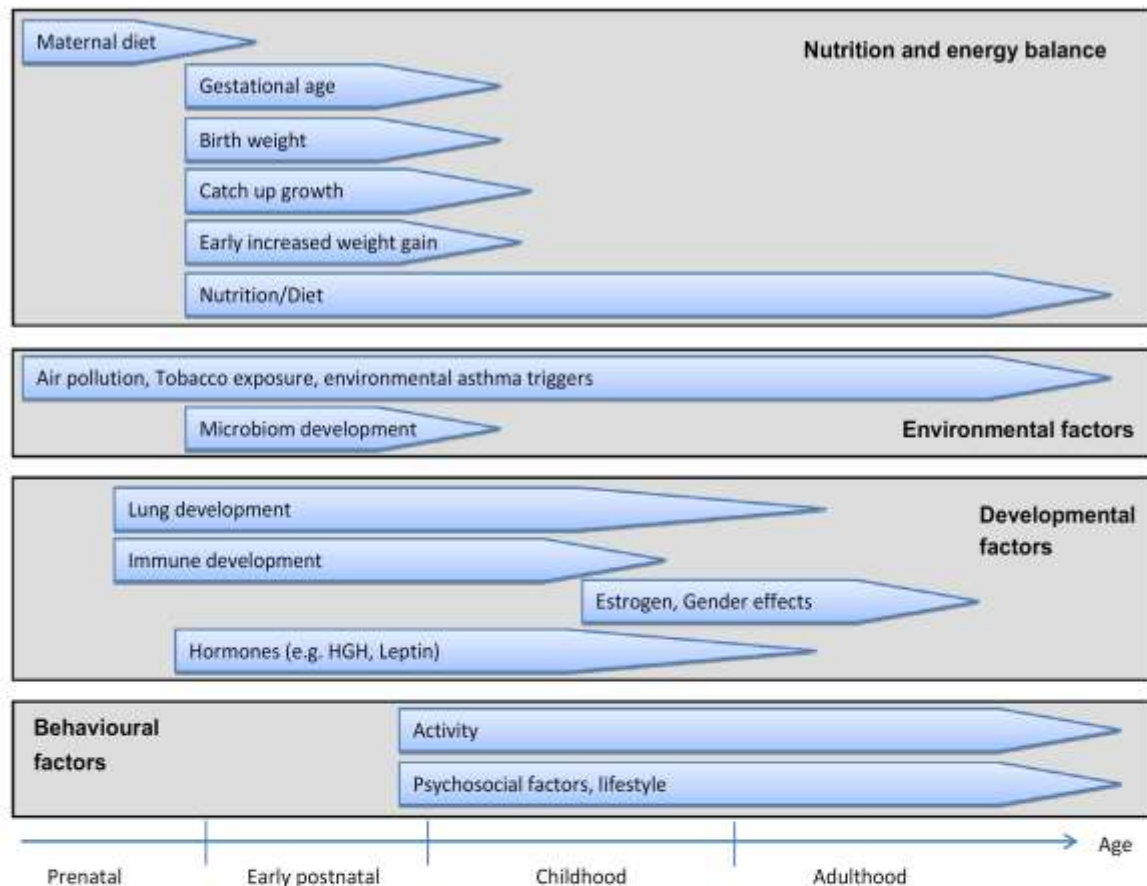 Maternal diet
Nutrition and energy balance
Gestational age
Birth weight
Catch up growth
Early increased weight gain
Nutrition/Diet
Air pollution, Tobacco exposure, environmental asthma triggers
Microbiom development
Environmental factors
Lung development
Developmental
factors
Immune development
Estrogen, Gender effects
Hormones (e.g. HGH, Leptin)
Behavioural
factors
Activity
Psychosocial factors, lifestyle
Age
Prenatal
Early postnatal
Childhood
Adulthood